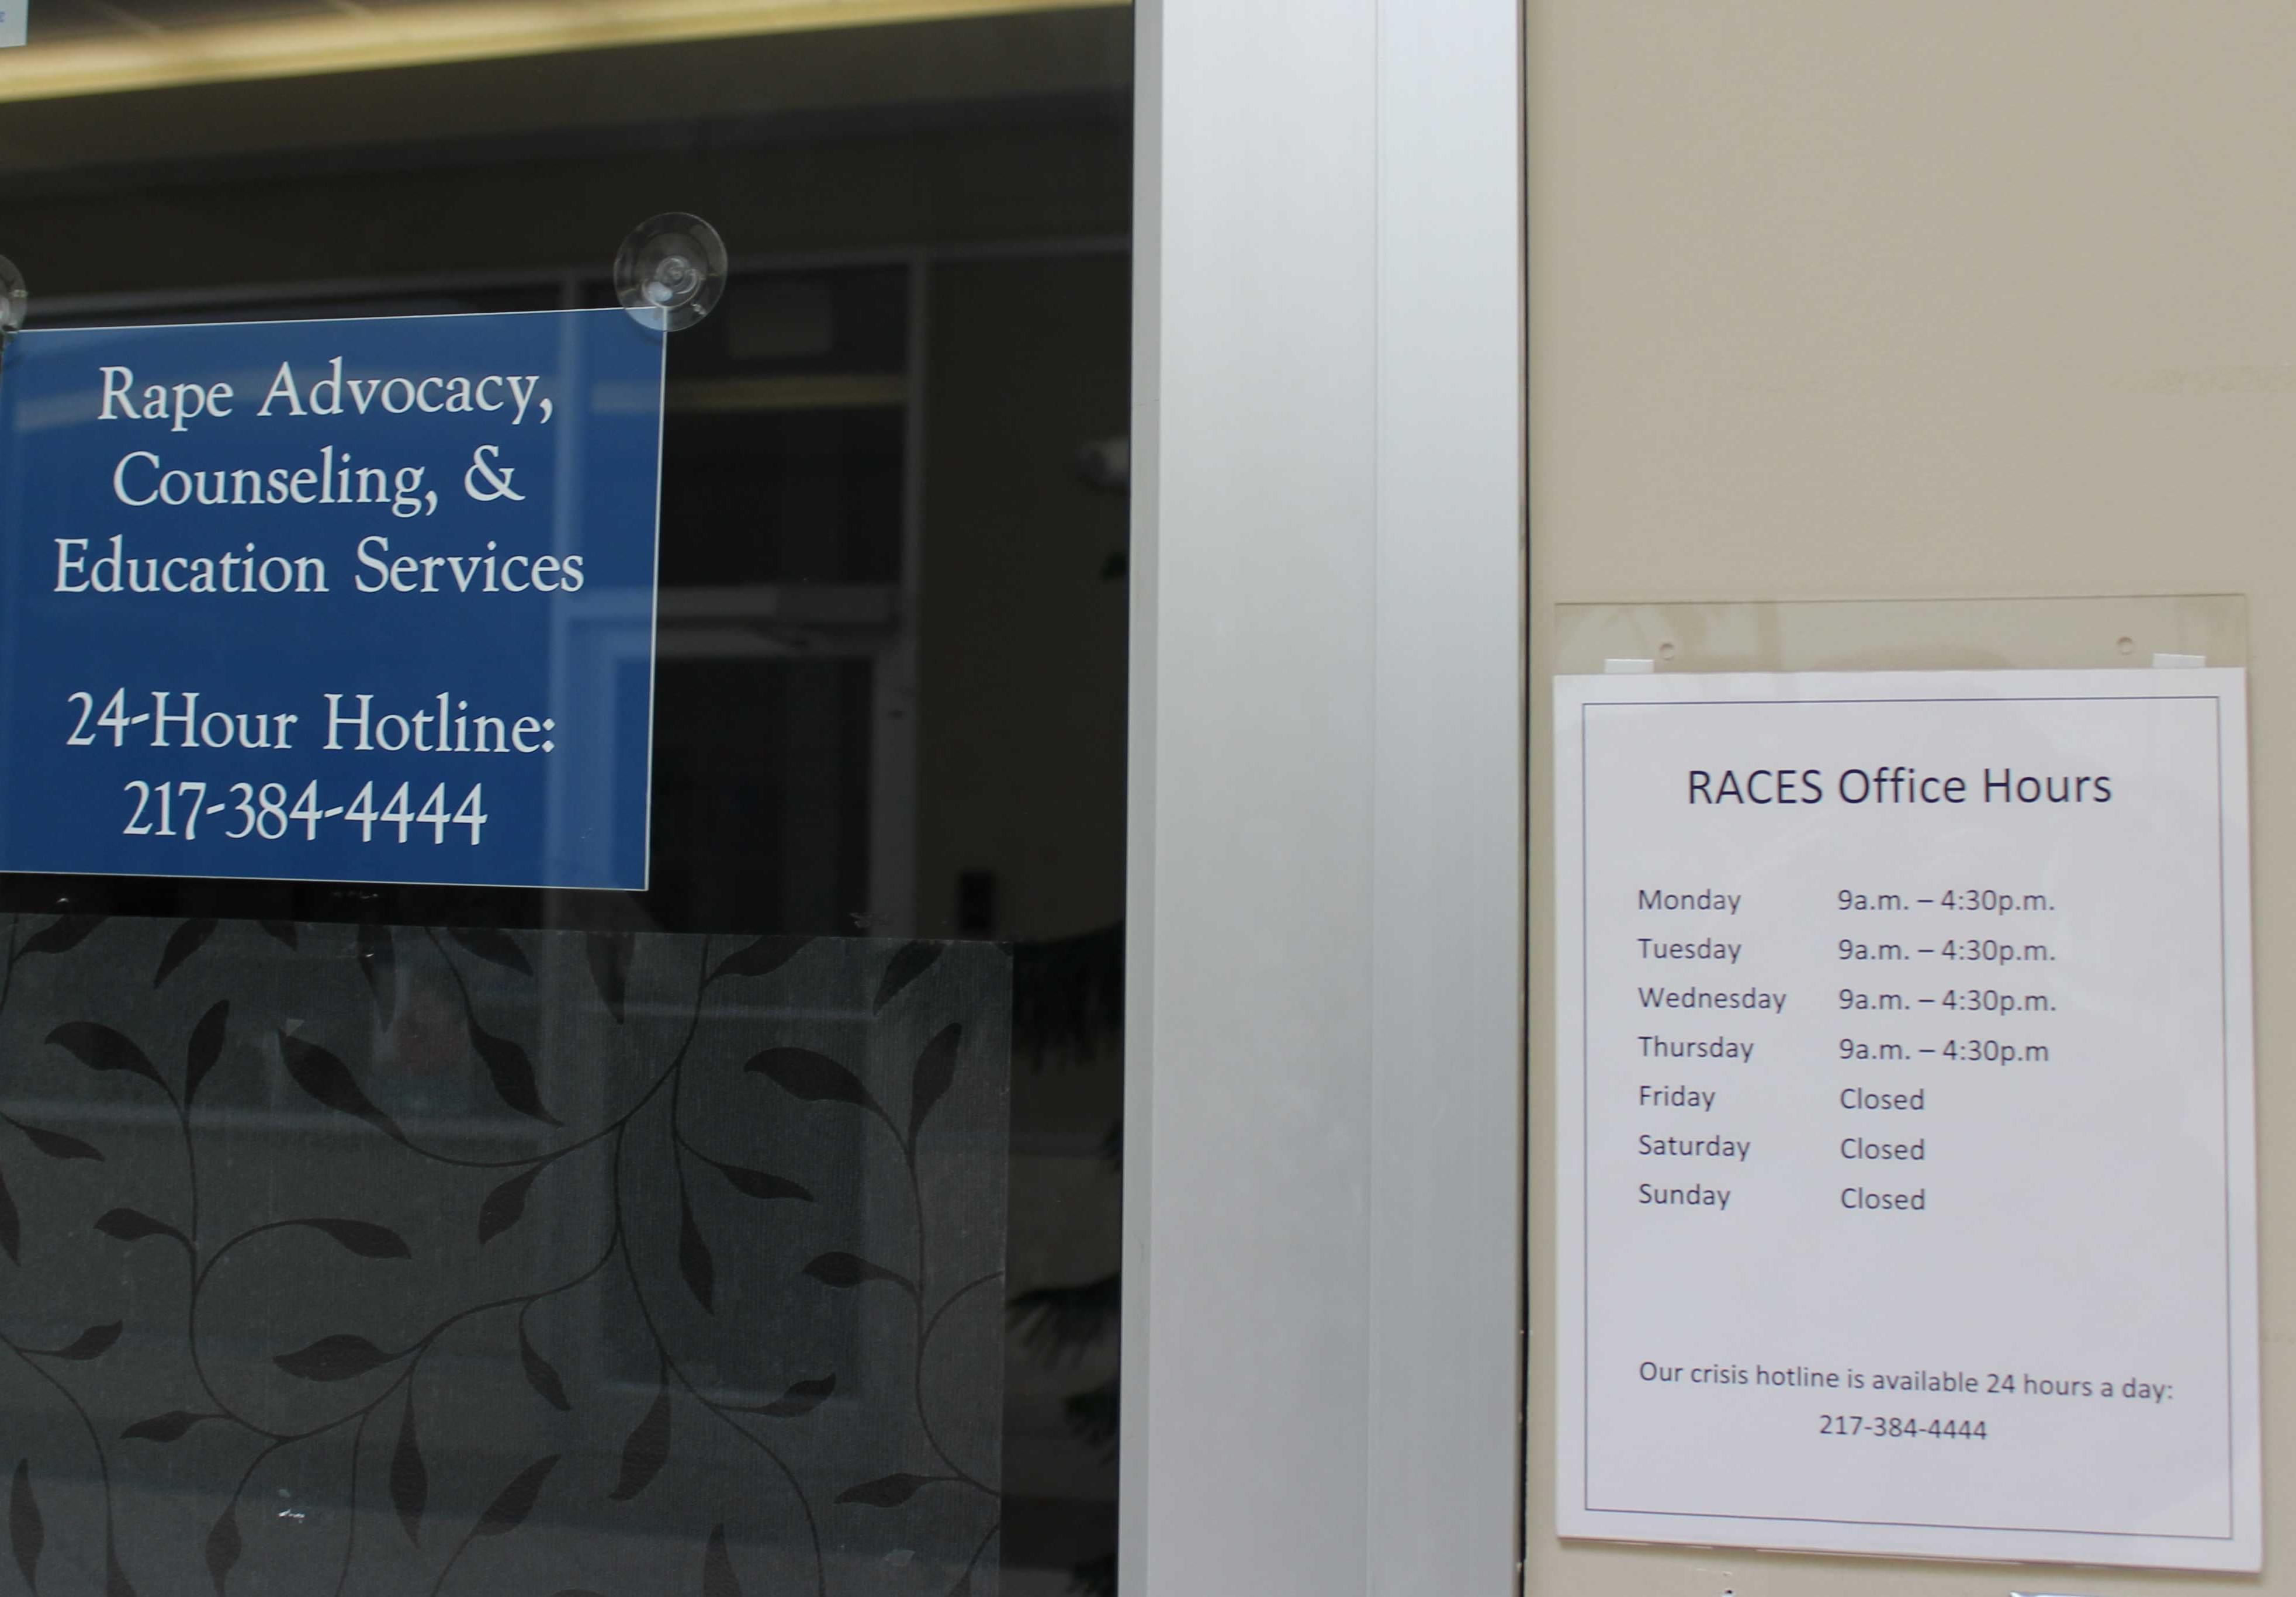 Rape Advocacy,
Counseling, &
Education Services
24-Hour Hotline:
217-384-4444
RACES Office Hours
Monday 9a.m. – 4:30p.m.
Tuesday 9a.m. – 4:30p.m.
Wednesday 9a.m. – 4:30p.m.
Thursday 9a.m. – 4:30p.m
Friday Closed
Saturday Closed
Sunday Closed
Our crisis hotline is available 24 hours a day:
217-384-4444